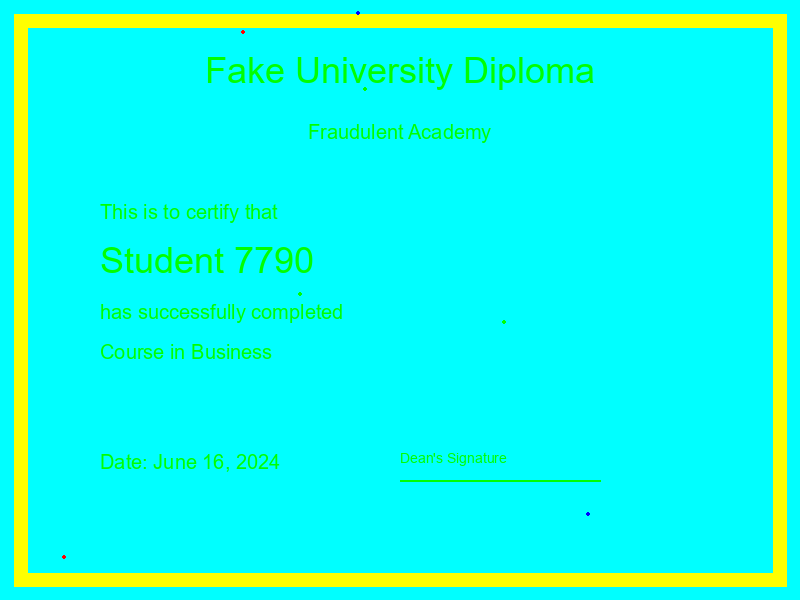 Fake University Diploma
Fraudulent Academy
This is to certify that
Student 7790
has successfully completed
Course in Business
Date: June 16, 2024
Dean's Signature